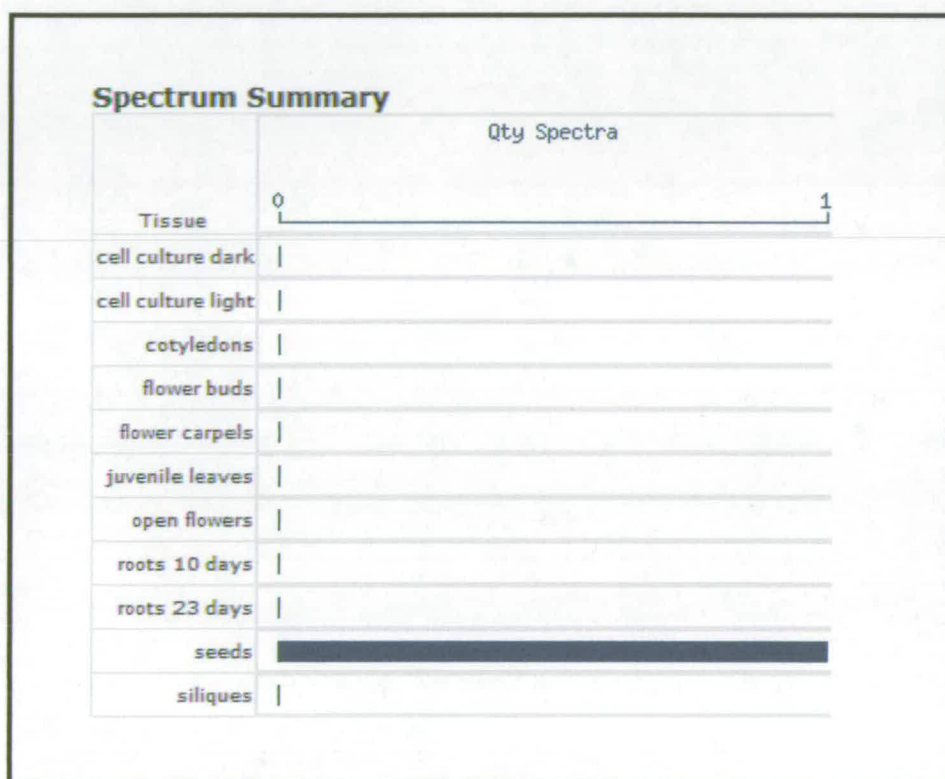 Spectrum Summary
Qty Spectra
0 1
Tissue
cell culture dark
cell culture light
cotyledons
flower buds
flower carpels
juvenile leaves
open flowers
roots 10 days
roots 23 days
seeds
siliques